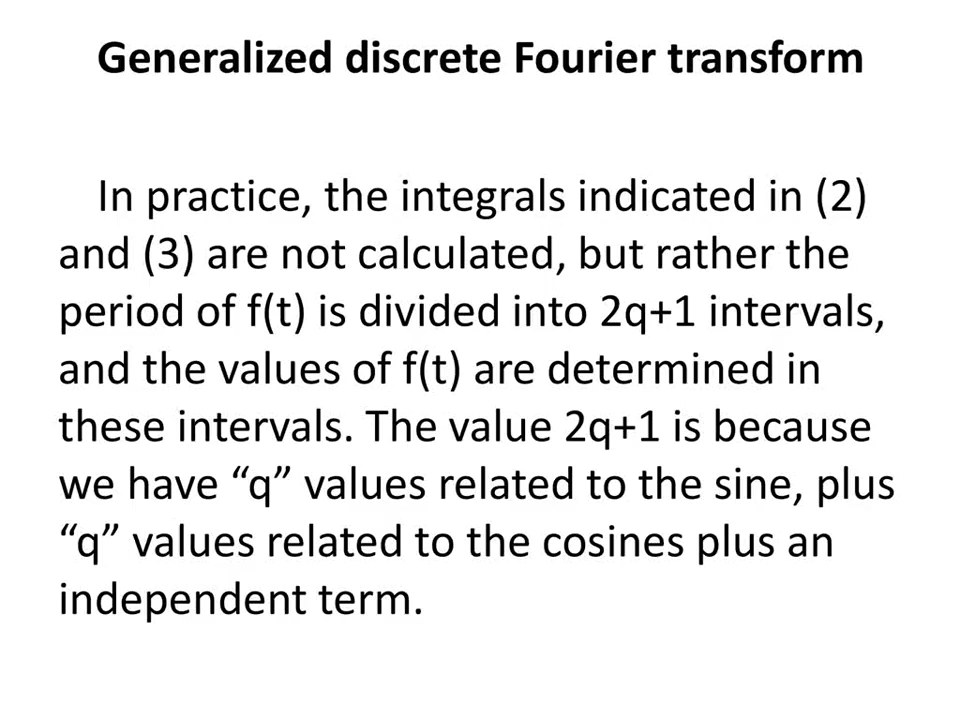 Generalized discrete Fourier transform
In practice, the integrals indicated in (2)
and (3) are not calculated, but rather the
period of f(t) is divided into 2q+1 intervals,
and the values of f(t) are determined in
these intervals. The value 2q+1 is because
we have “q” values related to the sine, plus
“q” values related to the cosines plus an
independent term.